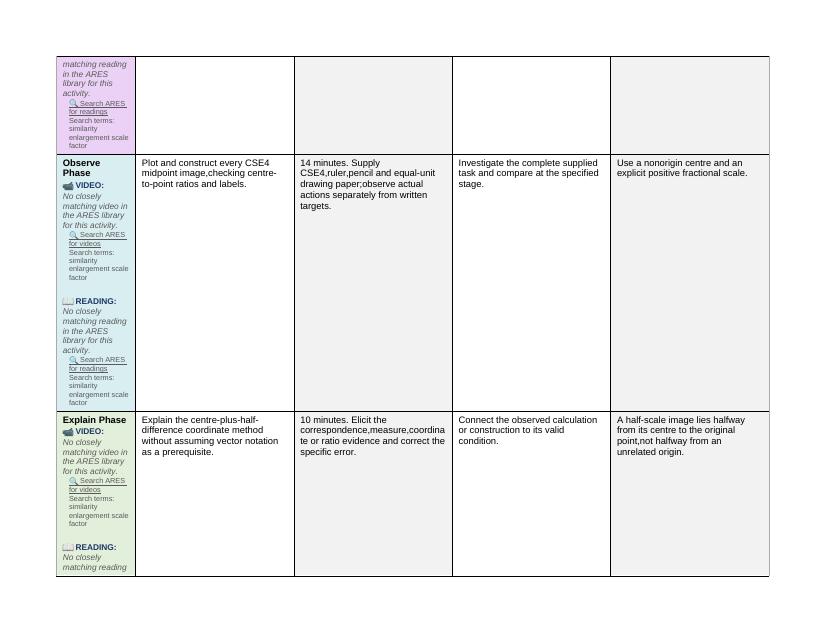 matching reading
in the ARES
library for this
activity.
🔍 Search ARES
for readings
Search terms:
similarity
enlargement scale
factor
Observe
Phase
📹 VIDEO:
No closely
matching video in
the ARES library
for this activity.
🔍 Search ARES
for videos
Search terms:
similarity
enlargement scale
factor
📖 READING:
No closely
matching reading
in the ARES
library for this
activity.
🔍 Search ARES
for readings
Search terms:
similarity
enlargement scale
factor
Plot and construct every CSE4
midpoint image,checking centre-
to-point ratios and labels.
14 minutes. Supply
CSE4,ruler,pencil and equal-unit
drawing paper;observe actual
actions separately from written
targets.
Investigate the complete supplied
task and compare at the specified
stage.
Use a nonorigin centre and an
explicit positive fractional scale.
Explain Phase
📹 VIDEO:
No closely
matching video in
the ARES library
for this activity.
🔍 Search ARES
for videos
Search terms:
similarity
enlargement scale
factor
📖 READING:
No closely
matching reading
Explain the centre-plus-half-
difference coordinate method
without assuming vector notation
as a prerequisite.
10 minutes. Elicit the
correspondence,measure,coordina
te or ratio evidence and correct the
specific error.
Connect the observed calculation
or construction to its valid
condition.
A half-scale image lies halfway
from its centre to the original
point,not halfway from an
unrelated origin.